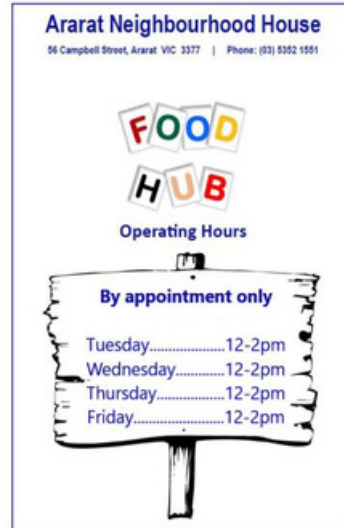 Ararat Neighbourhood House
56 Campbell Street, Ararat VIC 3377 | Phone: (03) 5352 1551
FOOD
HUB
Operating Hours
By appointment only
Tuesday......................12-2pm
Wednesday..............12-2pm
Thursday...................12-2pm
Friday.........................12-2pm